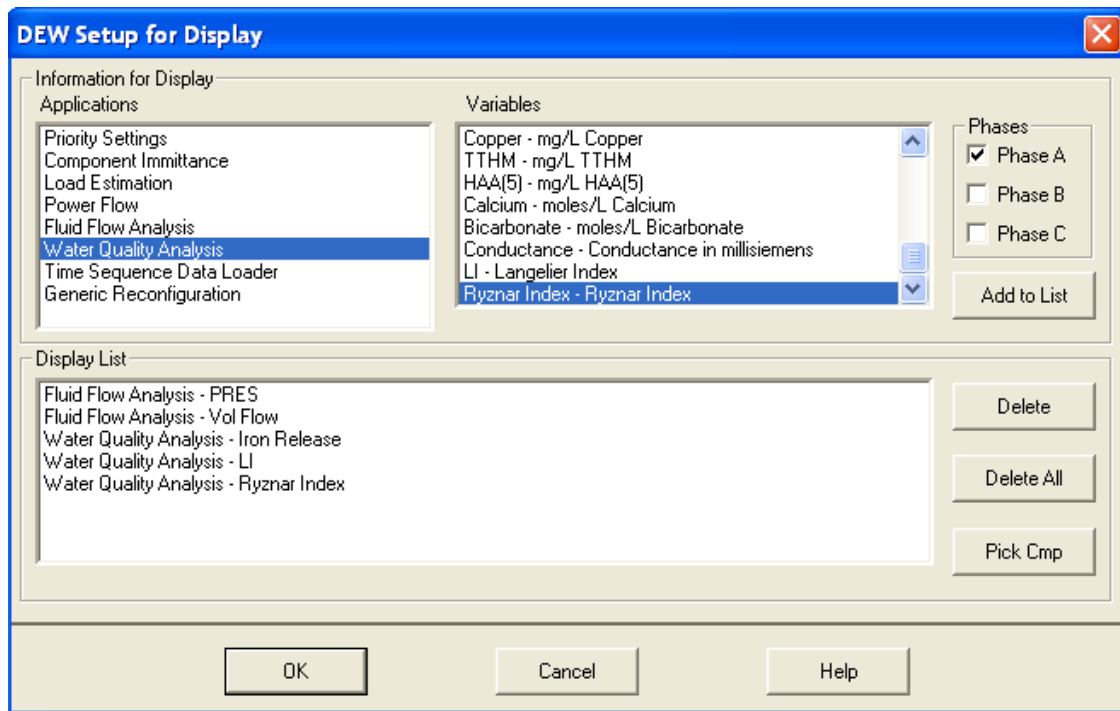 DEW Setup for Display
Information for Display
Applications
Priority Settings
Component Immittance
Load Estimation
Power Flow
Fluid Flow Analysis
Water Quality Analysis
Time Sequence Data Loader
Generic Reconfiguration
Variables
Copper - mg/L Copper
TTHM - mg/L TTHM
HAA(5) - mg/L HAA(5)
Calcium - moles/L Calcium
Bicarbonate - moles/L Bicarbonate
Conductance - Conductance in millisiemens
LI - Langelier Index
Ryznar Index - Ryznar Index
Phases
Phase A
Phase B
Phase C
Add to List
Display List
Fluid Flow Analysis - PRES
Fluid Flow Analysis - Vol Flow
Water Quality Analysis - Iron Release
Water Quality Analysis - LI
Water Quality Analysis - Ryznar Index
Delete
Delete All
Pick Cmp
OK
Cancel
Help